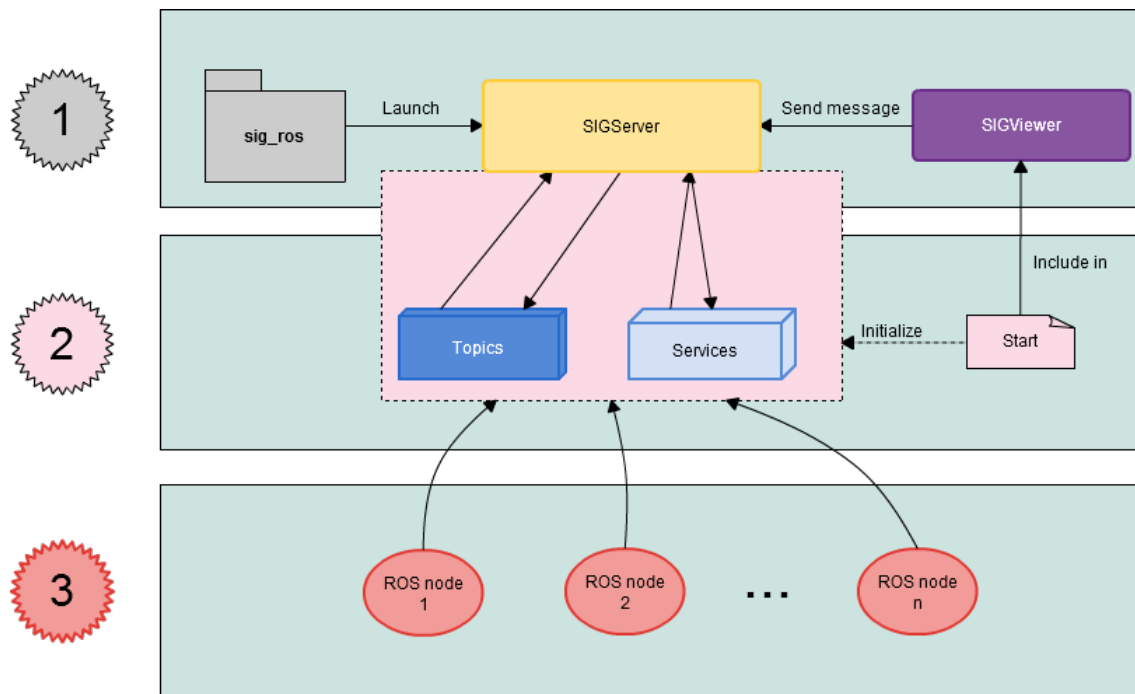 1
sig_ros
Launch
SIGServer
Send message
SIGViewer
2
Topics
Services
Initialize
Include in
Start
3
ROS node
1
ROS node
2
...
ROS node
n